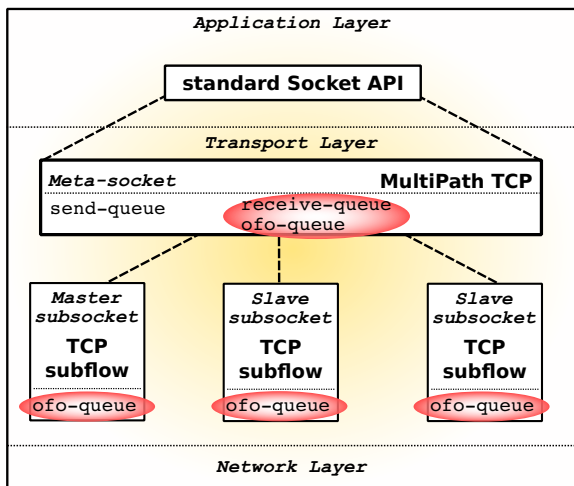 Application Layer
standard Socket API
Transport Layer
Meta-socket
MultiPath TCP
send-queue
receive-queue
ofo-queue
Master
subsocket
TCP
subflow
ofo-queue
Slave
subsocket
TCP
subflow
ofo-queue
Slave
subsocket
TCP
subflow
ofo-queue
Network Layer